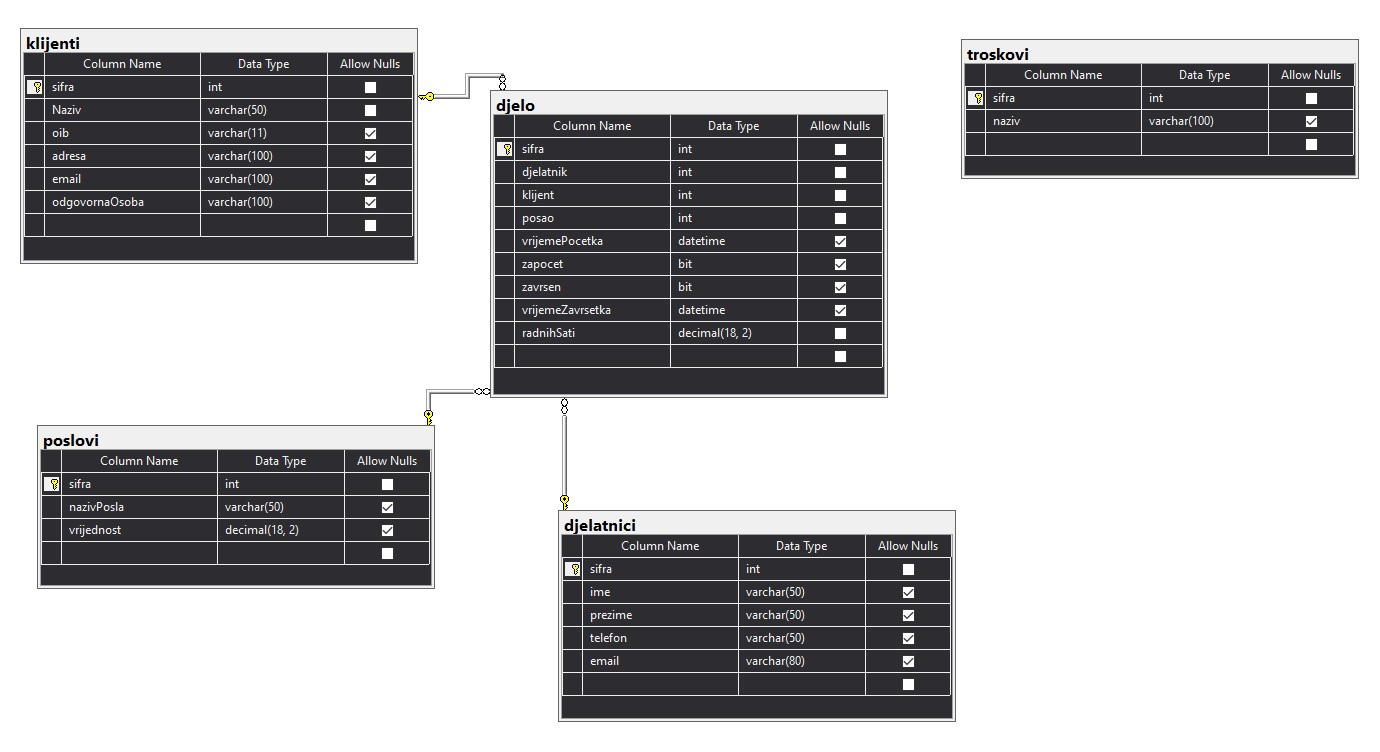 klijenti
Column Name Data Type Allow Nulls
sifra int
Naziv varchar(50)
oib varchar(11)
adresa varchar(100)
email varchar(100)
odgovornaOsoba varchar(100)
djelo
Column Name Data Type Allow Nulls
sifra int
djelatnik int
klijent int
posao int
vrijemePocetka datetime
zapocet bit
zavrsen bit
vrijemeZavrsetka datetime
radnihSati decimal(18, 2)
troskovi
Column Name Data Type Allow Nulls
sifra int
naziv varchar(100)
poslovi
Column Name Data Type Allow Nulls
sifra int
nazivPosla varchar(50)
vrijednost decimal(18, 2)
djelatnici
Column Name Data Type Allow Nulls
sifra int
ime varchar(50)
prezime varchar(50)
telefon varchar(50)
email varchar(80)